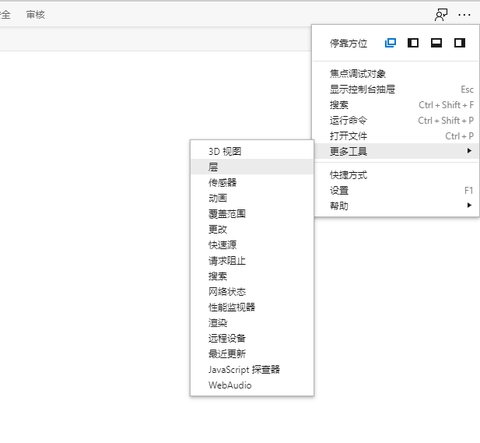 审核
停靠方位
焦点调试对象
显示控制台抽屉 Esc
搜索 Ctrl + Shift + F
运行命令 Ctrl + Shift + P
打开文件 Ctrl + P
更多工具
快捷方式
设置 F1
帮助
3D 视图
层
传感器
动画
覆盖范围
更改
快速源
请求阻止
搜索
网络状态
性能监视器
渲染
远程设备
最近更新
JavaScript 探查器
WebAudio